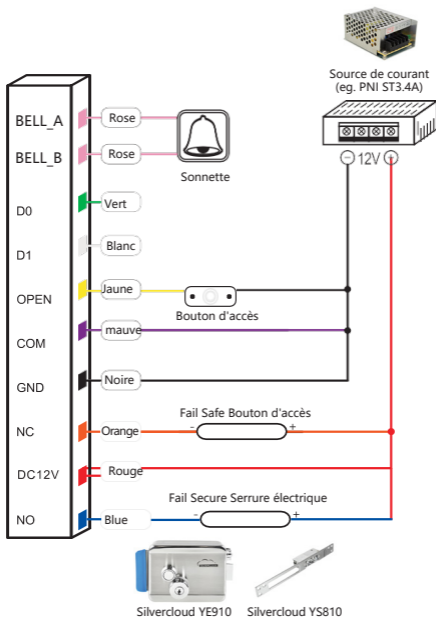 Source de courant
(eg. PNI ST3.4A)
12V
BELL_A Rose
BELL_B Rose
Sonnette
D0 Vert
D1 Blanc
OPEN Jaune
Bouton d'accès
COM mauve
GND Noire
Fail Safe Bouton d'accès
NC Orange - +
DC12V Rouge
Fail Secure Serrure électrique
NO Blue - +
Silvercloud YE910 Silvercloud YS810